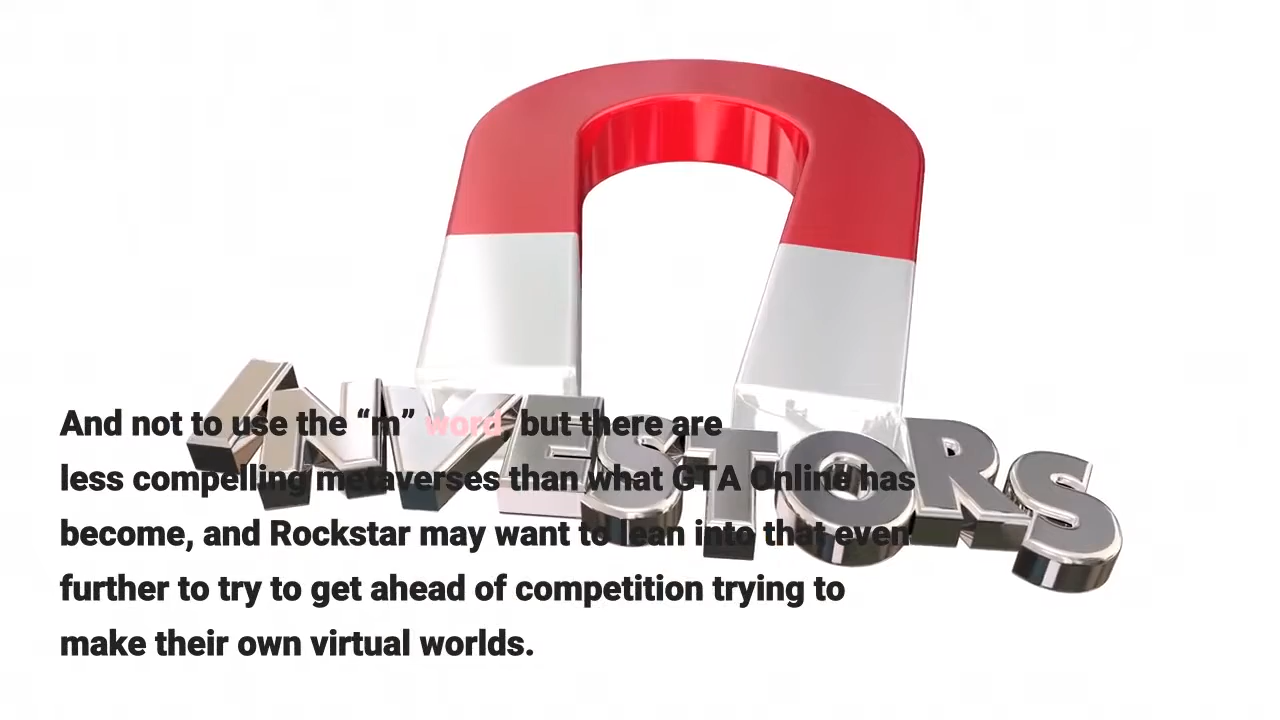 INVESTORS
And not to use the “m” word, but there are
less compelling metaverses than what GTA Online has
become, and Rockstar may want to lean into that even
further to try to get ahead of competition trying to
make their own virtual worlds.